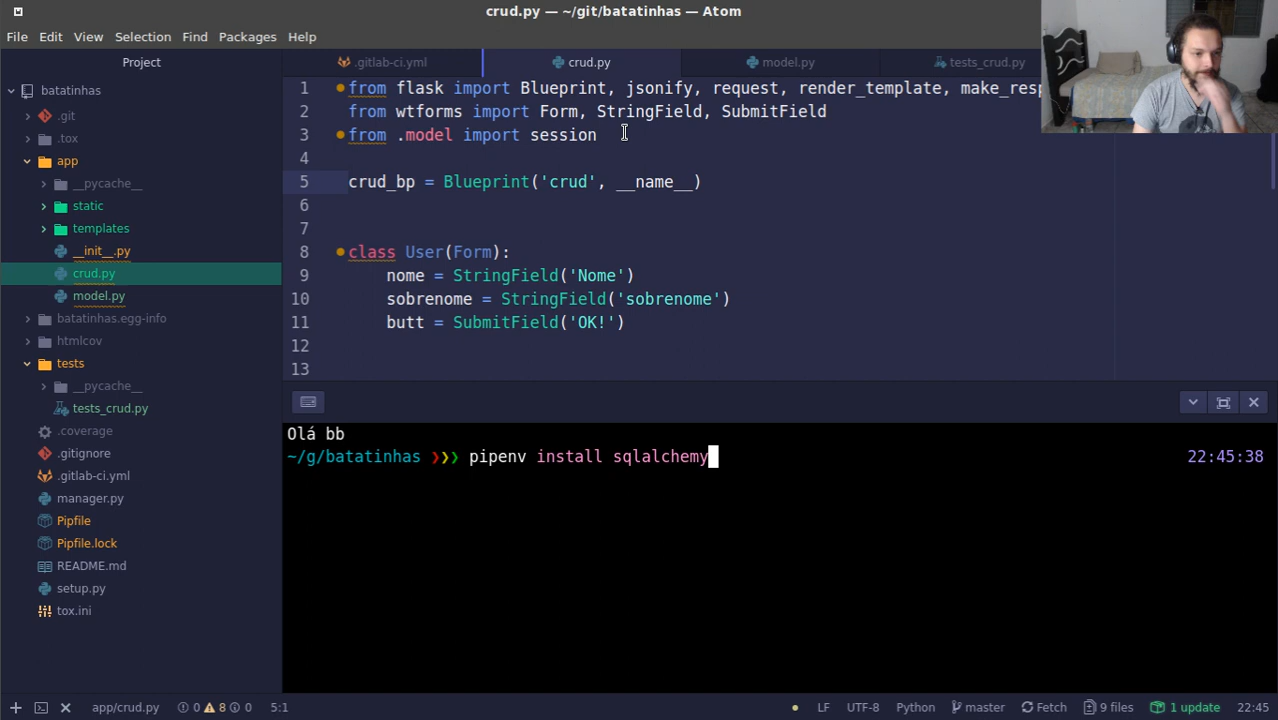 crud.py — ~/git/batatinhas — Atom
File Edit View Selection Find Packages Help
Project
.gitlab-ci.yml crud.py model.py tests_crud.py
batatinhas
.git
.tox
app
__pycache__
static
templates
__init__.py
crud.py
model.py
batatinhas.egg-info
htmlcov
tests
__pycache__
tests_crud.py
.coverage
.gitignore
.gitlab-ci.yml
manager.py
Pipfile
Pipfile.lock
README.md
setup.py
tox.ini
1 from flask import Blueprint, jsonify, request, render_template, make_resp
2 from wtforms import Form, StringField, SubmitField
3 from .model import session
4
5 crud_bp = Blueprint('crud', __name__)
6
7
8 class User(Form):
9 nome = StringField('Nome')
10 sobrenome = StringField('sobrenome')
11 butt = SubmitField('OK!')
12
13
Olá bb
~/g/batatinhas ❯❯❯ pipenv install sqlalchemy 22:45:38
app/crud.py 0 8 0 5:1 LF UTF-8 Python master Fetch 9 files 1 update 22:45